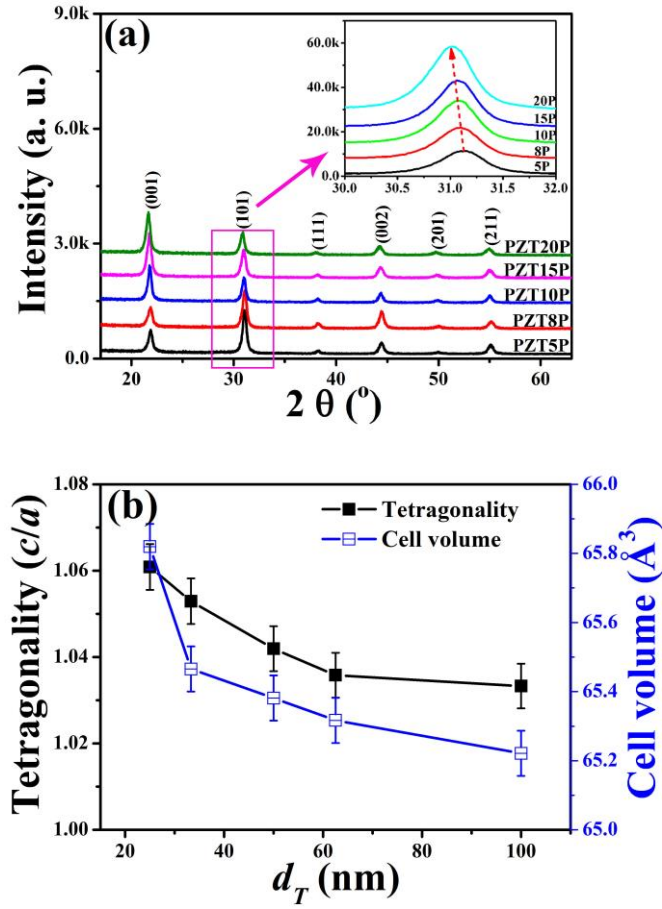 (a)
Intensity (a. u.)
9.0k
6.0k
3.0k
0.0
60.0k
40.0k
20.0k
0.0
20P
15P
10P
8P
5P
30.0 30.5 31.0 31.5 32.0
(001)
(101)
(111)
(002)
(201)
(211)
PZT20P
PZT15P
PZT10P
PZT8P
PZT5P
20 30 40 50 60
2 θ (°)
(b)
Tetragonality (c/a)
1.08
1.06
1.04
1.02
1.00
Tetragonality
Cell volume
66.0
65.8
65.6
65.4
65.2
65.0
Cell volume (Å³)
20 40 60 80 100
d_T (nm)